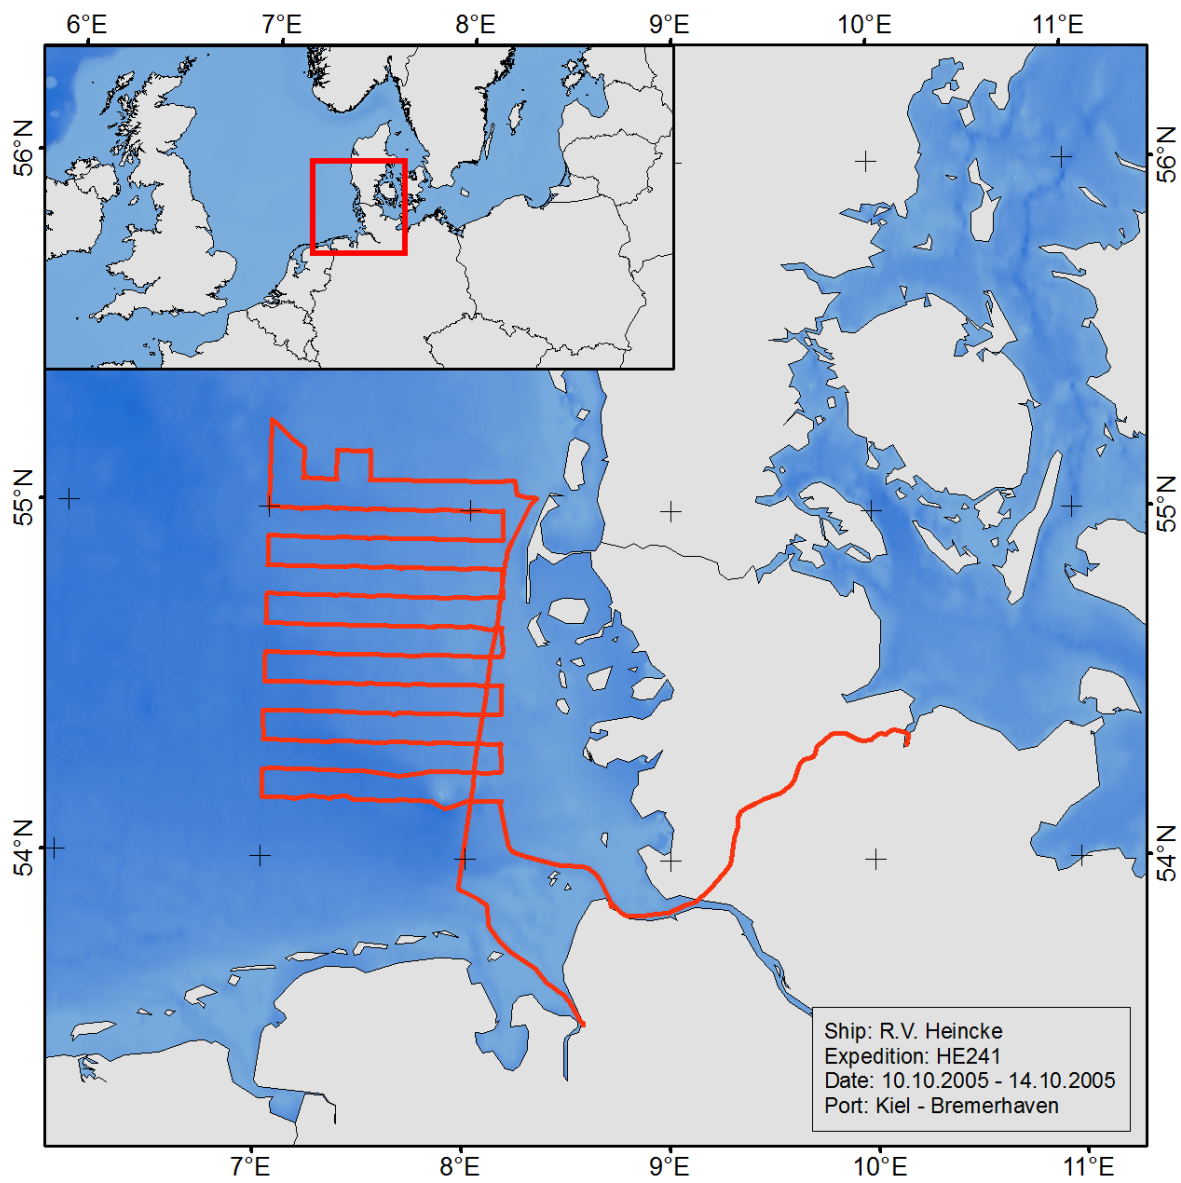 6°E 7°E 8°E 9°E 10°E 11°E
56°N 56°N
55°N 55°N
54°N 54°N
Ship: R.V. Heincke
Expedition: HE241
Date: 10.10.2005 - 14.10.2005
Port: Kiel - Bremerhaven
7°E 8°E 9°E 10°E 11°E